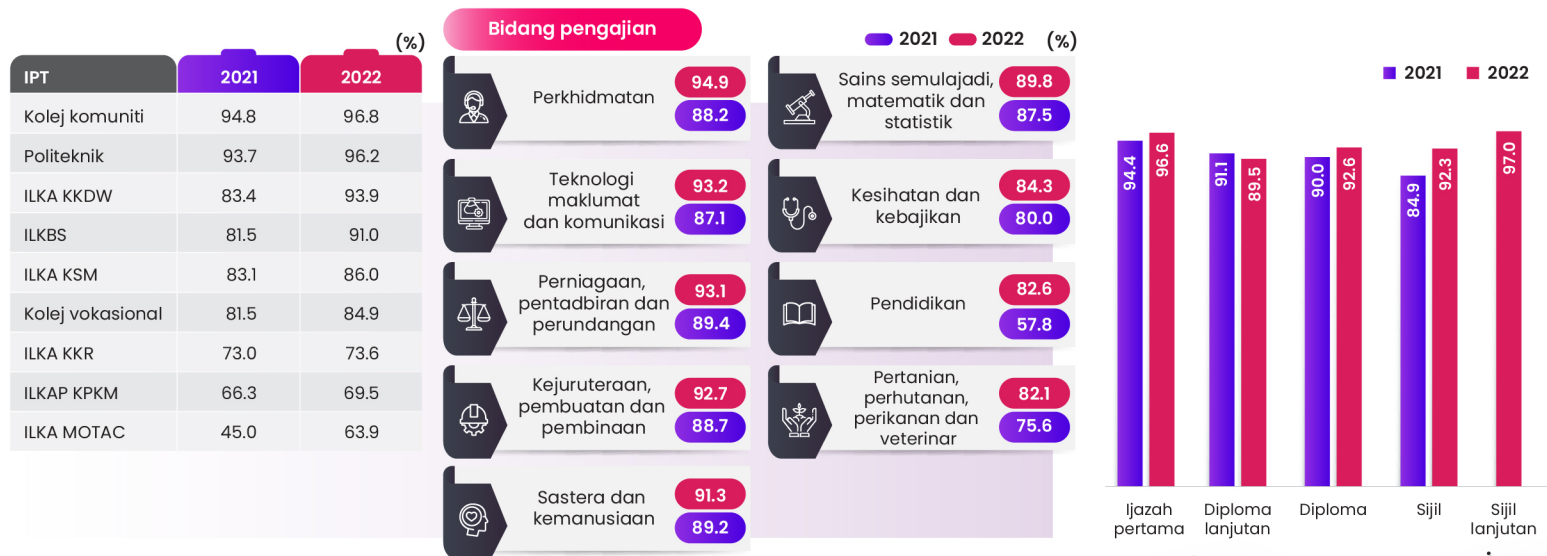 (%)
IPT 2021 2022
Kolej komuniti 94.8 96.8
Politeknik 93.7 96.2
ILKA KKDW 83.4 93.9
ILKBS 81.5 91.0
ILKA KSM 83.1 86.0
Kolej vokasional 81.5 84.9
ILKA KKR 73.0 73.6
ILKAP KPKM 66.3 69.5
ILKA MOTAC 45.0 63.9
Bidang pengajian
2021 2022 (%)
Perkhidmatan
94.9
88.2
Teknologi
maklumat
dan komunikasi
93.2
87.1
Perniagaan,
pentadbiran dan
perundangan
93.1
89.4
Kejuruteraan,
pembuatan dan
pembinaan
92.7
88.7
Sastera dan
kemanusiaan
91.3
89.2
Sains semulajadi,
matematik dan
statistik
89.8
87.5
Kesihatan dan
kebajikan
84.3
80.0
Pendidikan
82.6
57.8
Pertanian,
perhutanan,
perikanan dan
veterinar
82.1
75.6
2021 2022
94.4 96.6 91.1 89.5 90.0 92.6 84.9 92.3 97.0
Ijazah Diploma Diploma Sijil Sijil
pertama lanjutan lanjutan